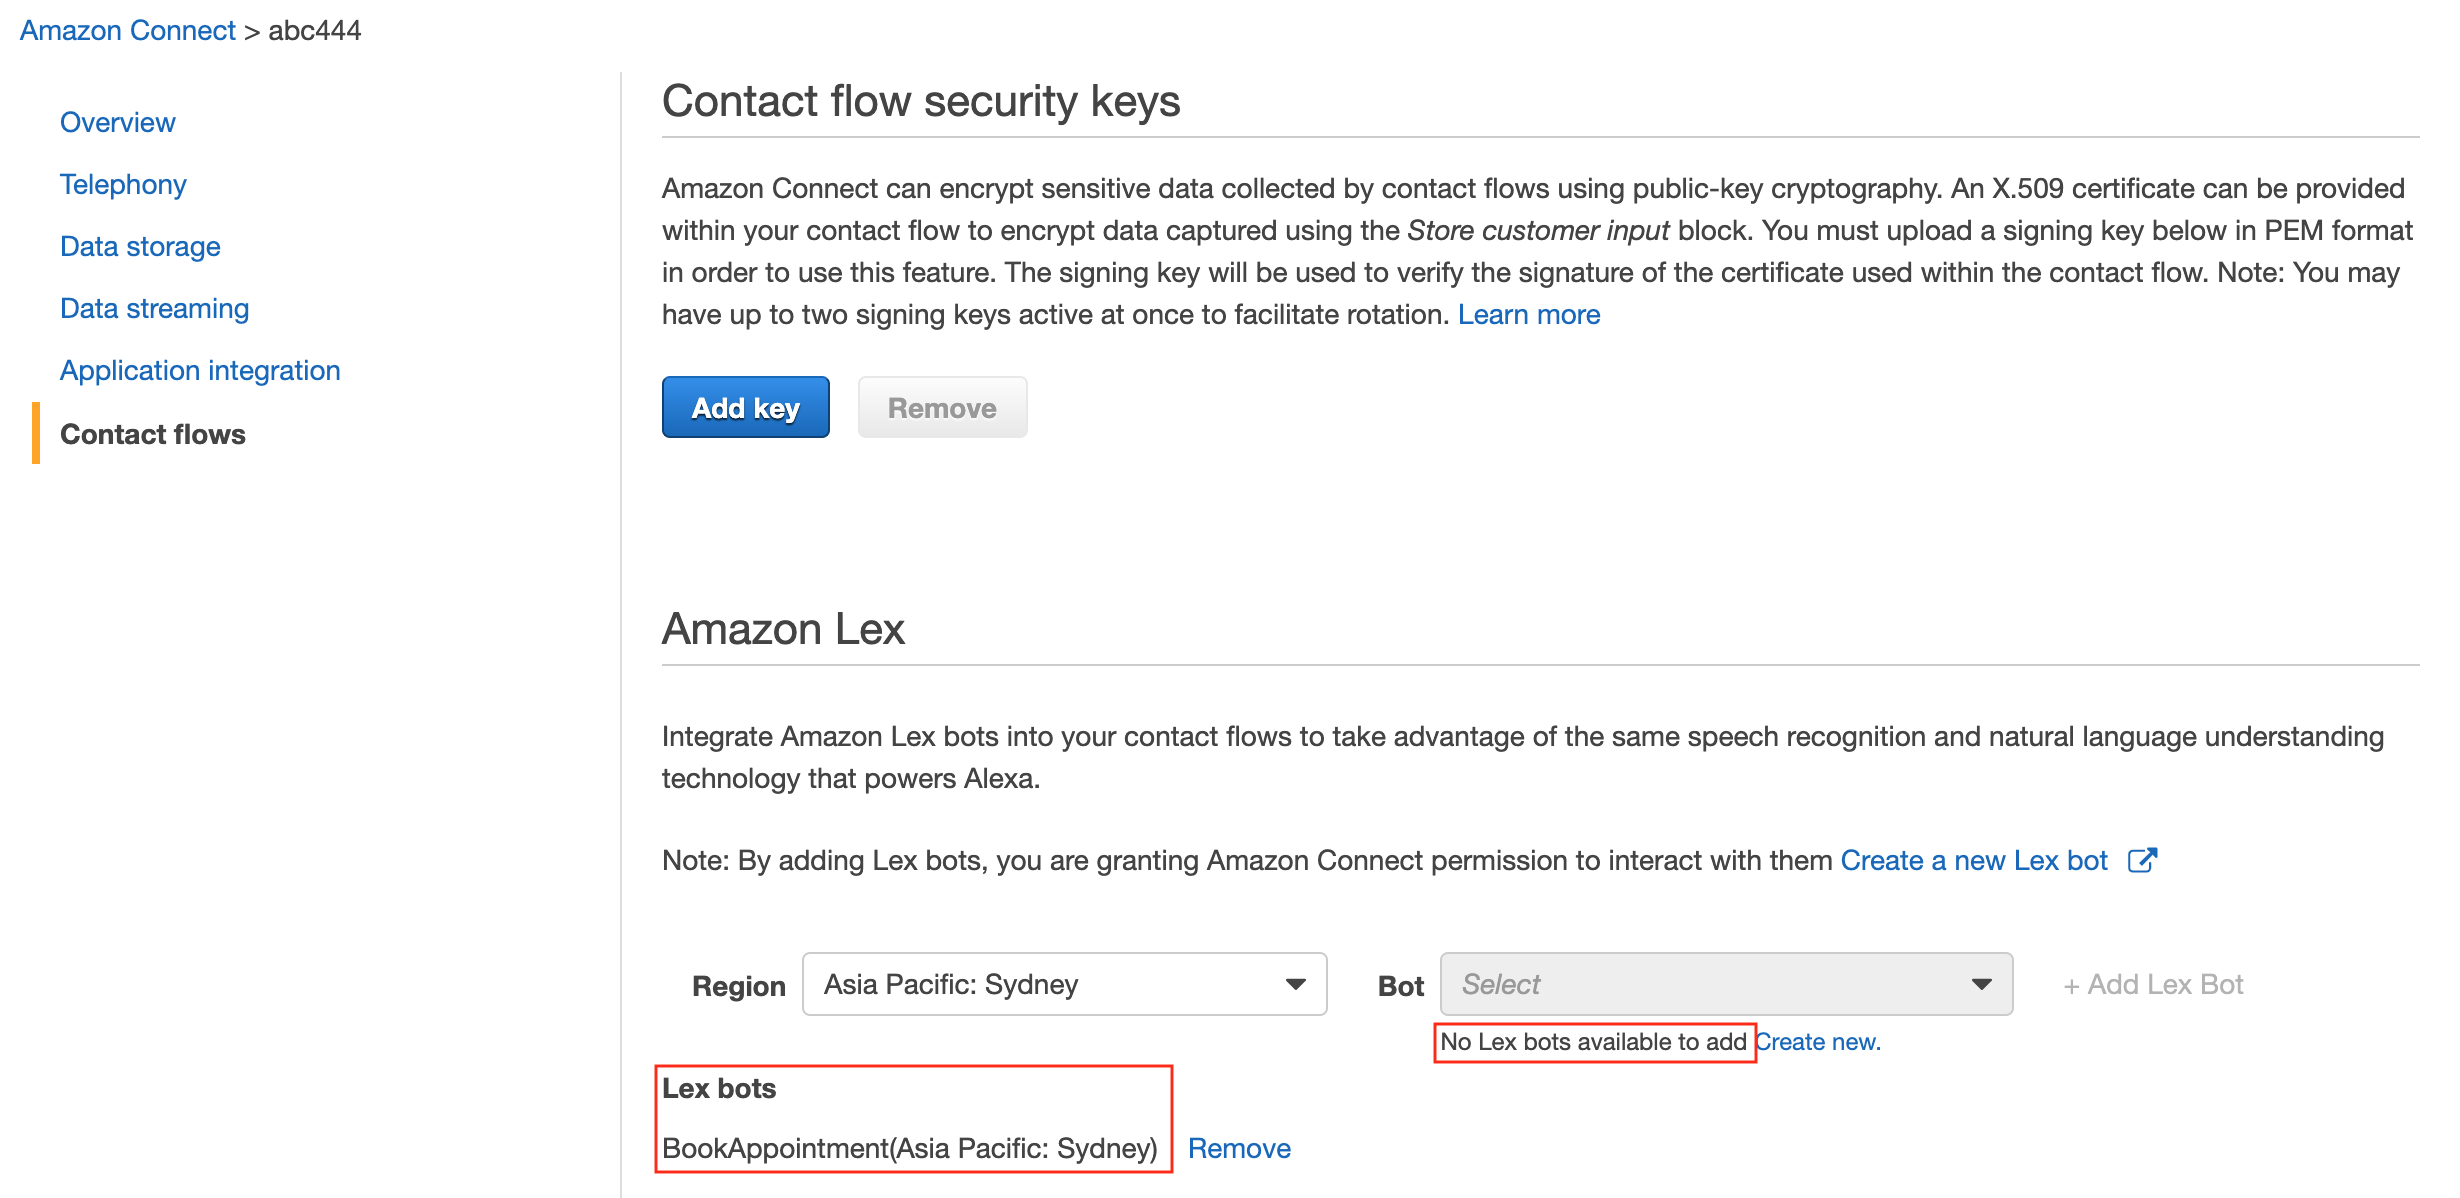 Amazon Connect > abc444
Overview
Telephony
Data storage
Data streaming
Application integration
Contact flows
Contact flow security keys
Amazon Connect can encrypt sensitive data collected by contact flows using public-key cryptography. An X.509 certificate can be provided
within your contact flow to encrypt data captured using the Store customer input block. You must upload a signing key below in PEM format
in order to use this feature. The signing key will be used to verify the signature of the certificate used within the contact flow. Note: You may
have up to two signing keys active at once to facilitate rotation. Learn more
Add key Remove
Amazon Lex
Integrate Amazon Lex bots into your contact flows to take advantage of the same speech recognition and natural language understanding
technology that powers Alexa.
Note: By adding Lex bots, you are granting Amazon Connect permission to interact with them Create a new Lex bot
Region Asia Pacific: Sydney Bot Select + Add Lex Bot
No Lex bots available to add Create new.
Lex bots
BookAppointment(Asia Pacific: Sydney) Remove